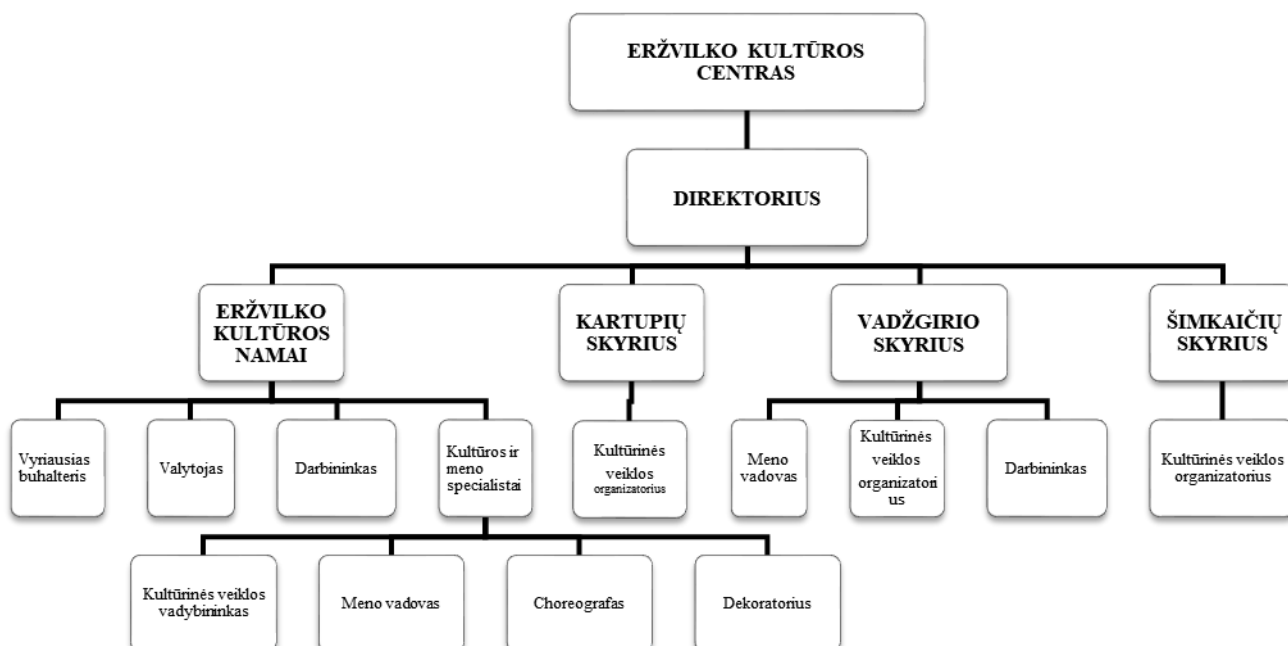 ERŽVILKO KULTŪROS
CENTRAS
DIREKTORIUS
ERŽVILKO
KULTŪROS
NAMAI
KARTUPIŲ
SKYRIUS
VADŽGIRIO
SKYRIUS
ŠIMKAIČIŲ
SKYRIUS
Vyriausias
buhalteris
Valytojas
Darbininkas
Kultūros ir
meno
specialistai
Kultūrinės
veiklos
organizatorius
Meno
vadovas
Kultūrinės
veiklos
organizatori
us
Darbininkas
Kultūrinės veiklos
organizatorius
Kultūrinės veiklos
vadybininkas
Meno vadovas
Choreografas
Dekoratorius